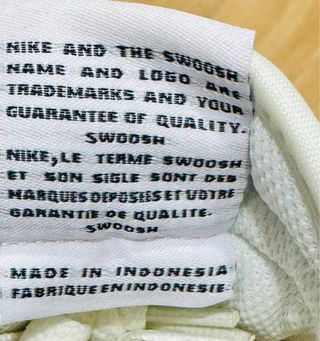 NIKE AND THE SWOOSH
NAME AND LOGO ARE
TRADEMARKS AND YOUR
GUARANTEE OF QUALITY.
SWOOSH
NIKE,LE TERME SWOOSH
ET SON SIGLE SONT DES
MARQUES DEPOSEES ET VOTRE
GARANTIE DE QUALITE.
SWOOSH
MADE IN INDONESIA
FABRIQUE EN INDONESIE.